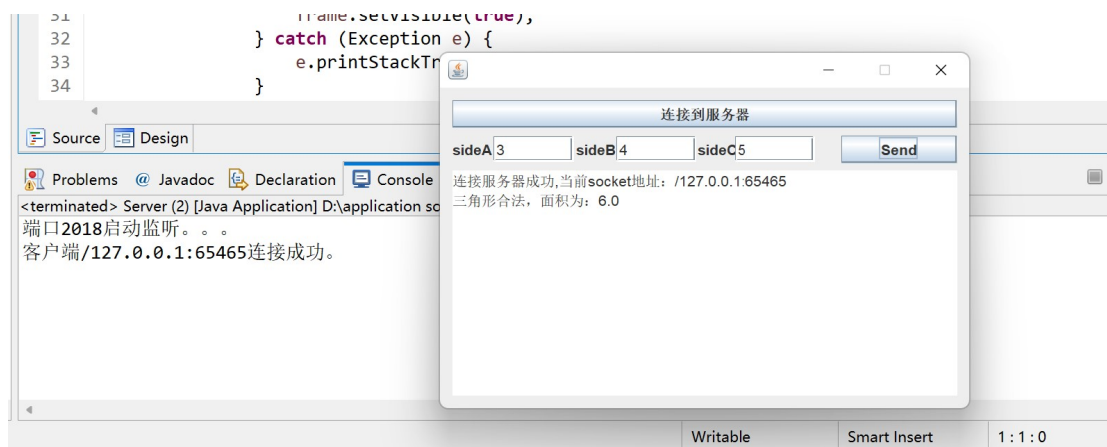 31 frame.setVisible(true);
32 } catch (Exception e) {
33 e.printStackTr
34 }
Source Design
Problems @ Javadoc Declaration Console
<terminated> Server (2) [Java Application] D:\application so
端口2018启动监听。。。
客户端/127.0.0.1:65465连接成功。
连接到服务器
sideA 3 sideB 4 sideC 5 Send
连接服务器成功,当前socket地址：/127.0.0.1:65465
三角形合法，面积为：6.0
Writable Smart Insert 1:1:0